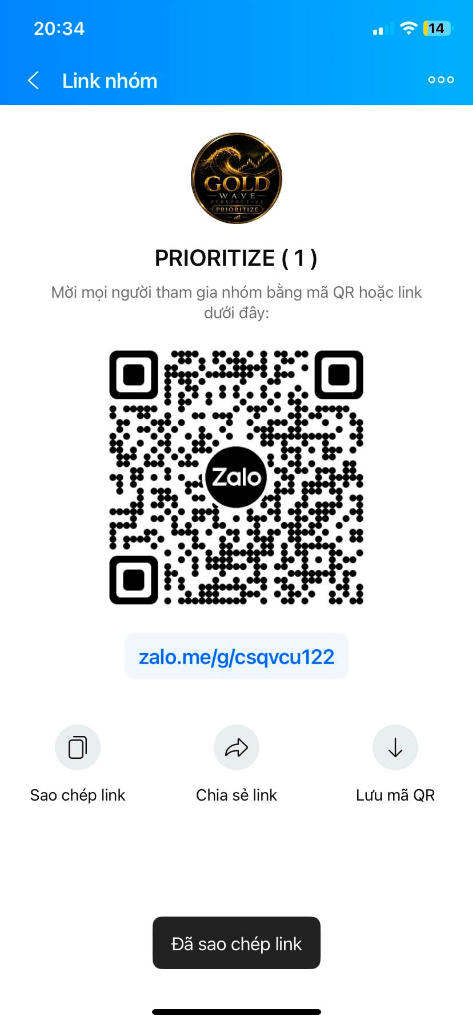 20:34
14
Link nhóm
GOLD
WAVE
PERSPECTIVE
PRIORITIZE
PRIORITIZE ( 1 )
Mời mọi người tham gia nhóm bằng mã QR hoặc link
dưới đây:
Zalo
zalo.me/g/csqvcu122
Sao chép link
Chia sẻ link
Lưu mã QR
Đã sao chép link